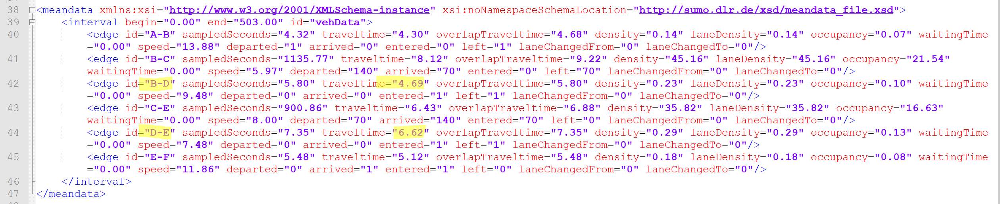 38 <meandata xmlns:xsi="http://www.w3.org/2001/XMLSchema-instance" xsi:noNamespaceSchemaLocation="http://sumo.dlr.de/xsd/meandata_file.xsd">
39 <interval begin="0.00" end="503.00" id="vehData">
40 <edge id="A-B" sampledSeconds="4.32" traveltime="4.30" overlapTraveltime="4.68" density="0.14" laneDensity="0.14" occupancy="0.07" waitingTime
="0.00" speed="13.88" departed="1" arrived="0" entered="0" left="1" laneChangedFrom="0" laneChangedTo="0"/>
41 <edge id="B-C" sampledSeconds="1135.77" traveltime="8.12" overlapTraveltime="9.22" density="45.16" laneDensity="45.16" occupancy="21.54"
waitingTime="0.00" speed="5.97" departed="140" arrived="70" entered="0" left="70" laneChangedFrom="0" laneChangedTo="0"/>
42 <edge id="B-D" sampledSeconds="5.80" traveltime="4.69" overlapTraveltime="5.80" density="0.23" laneDensity="0.23" occupancy="0.10" waitingTime
="0.00" speed="9.48" departed="0" arrived="0" entered="1" left="1" laneChangedFrom="0" laneChangedTo="0"/>
43 <edge id="C-E" sampledSeconds="900.86" traveltime="6.43" overlapTraveltime="6.88" density="35.82" laneDensity="35.82" occupancy="16.63"
waitingTime="0.00" speed="8.00" departed="70" arrived="140" entered="70" left="0" laneChangedFrom="0" laneChangedTo="0"/>
44 <edge id="D-E" sampledSeconds="7.35" traveltime="6.62" overlapTraveltime="7.35" density="0.29" laneDensity="0.29" occupancy="0.13" waitingTime
="0.00" speed="7.48" departed="0" arrived="0" entered="1" left="1" laneChangedFrom="0" laneChangedTo="0"/>
45 <edge id="E-F" sampledSeconds="5.48" traveltime="5.12" overlapTraveltime="5.48" density="0.18" laneDensity="0.18" occupancy="0.08" waitingTime
="0.00" speed="11.86" departed="0" arrived="1" entered="1" left="0" laneChangedFrom="0" laneChangedTo="0"/>
46 </interval>
47 </meandata>